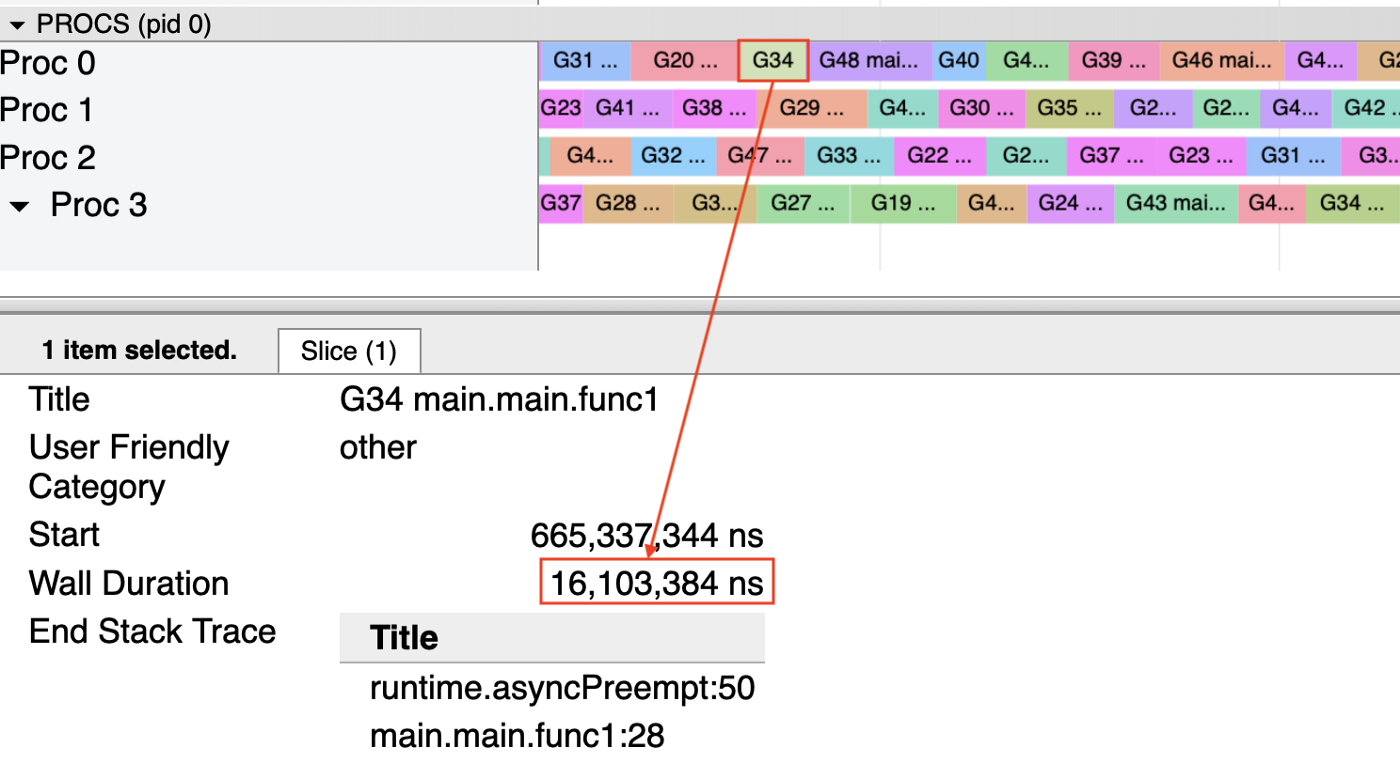 PROCS (pid 0)
Proc 0 G31 ... G20 ... G34 G48 mai... G40 G4... G39 ... G46 mai... G4... G2
Proc 1 G23 G41 ... G38 ... G29 ... G4... G30 ... G35 ... G2... G2... G4... G42 ..
Proc 2 G4... G32 ... G47 ... G33 ... G22 ... G2... G37 ... G23 ... G31 ... G3..
Proc 3 G37 G28 ... G3... G27 ... G19 ... G4... G24 ... G43 mai... G4... G34 ...
1 item selected. Slice (1)
Title G34 main.main.func1
User Friendly other
Category
Start 665,337,344 ns
Wall Duration 16,103,384 ns
End Stack Trace Title
runtime.asyncPreempt:50
main.main.func1:28